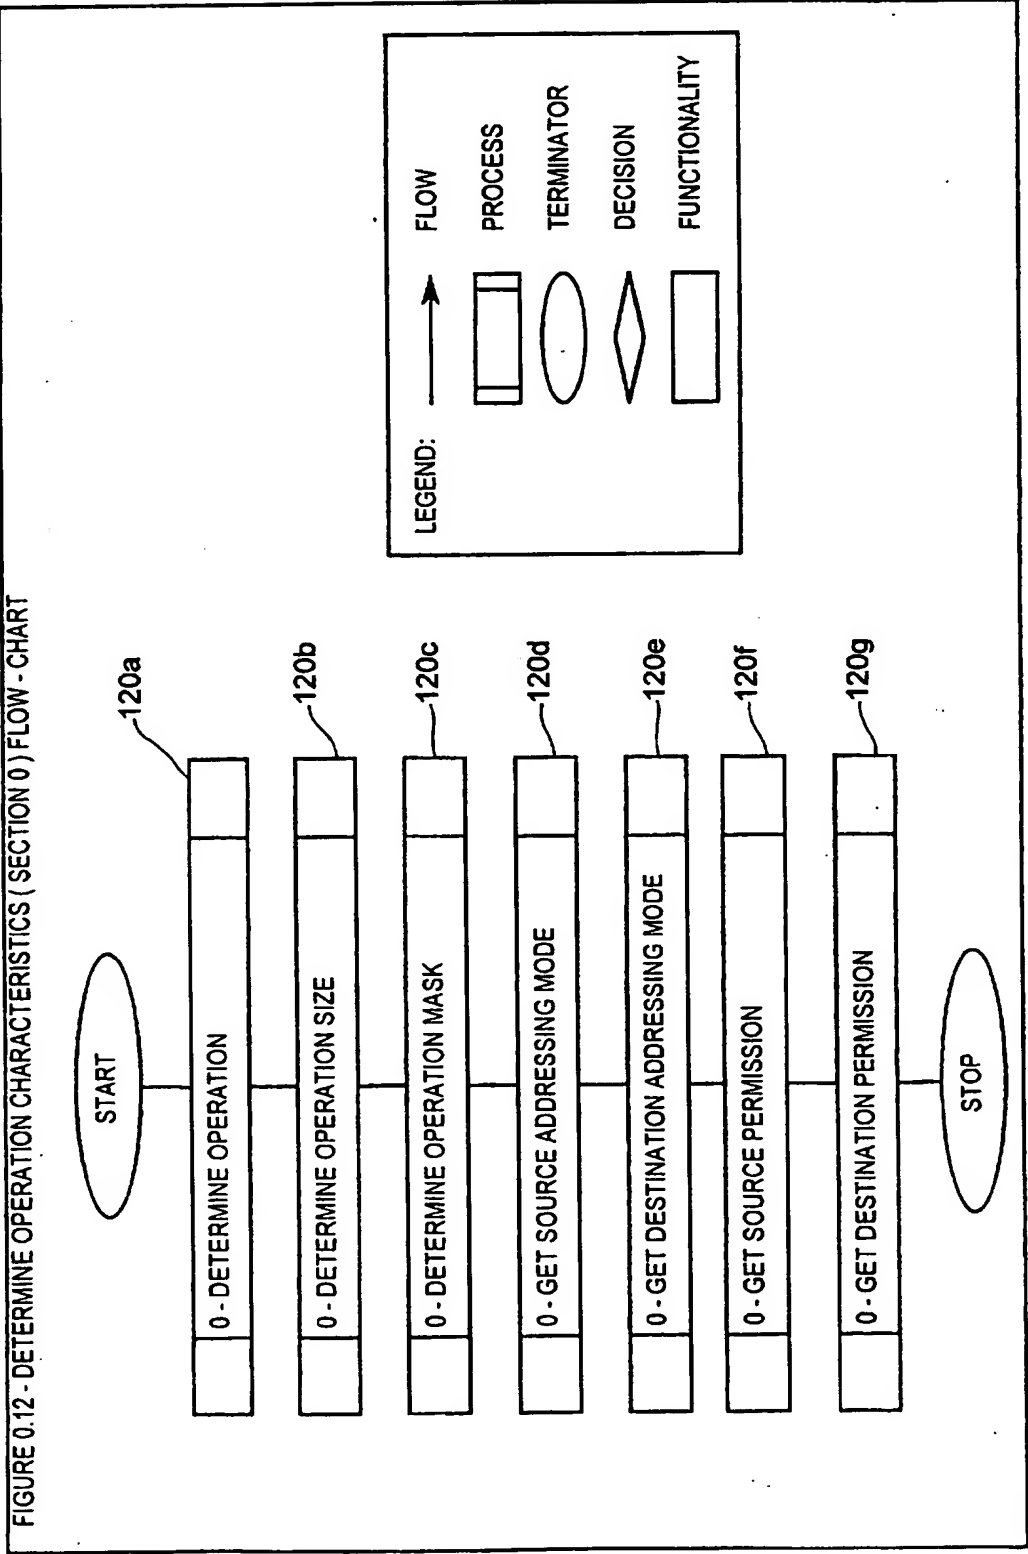 FIGURE 0.12 - DETERMINE OPERATION CHARACTERISTICS ( SECTION 0 ) FLOW - CHART
START
120a
0 - DETERMINE OPERATION
120b
0 - DETERMINE OPERATION SIZE
120c
0 - DETERMINE OPERATION MASK
120d
0 - GET SOURCE ADDRESSING MODE
120e
0 - GET DESTINATION ADDRESSING MODE
120f
0 - GET SOURCE PERMISSION
120g
0 - GET DESTINATION PERMISSION
STOP
LEGEND:
FLOW
PROCESS
TERMINATOR
DECISION
FUNCTIONALITY